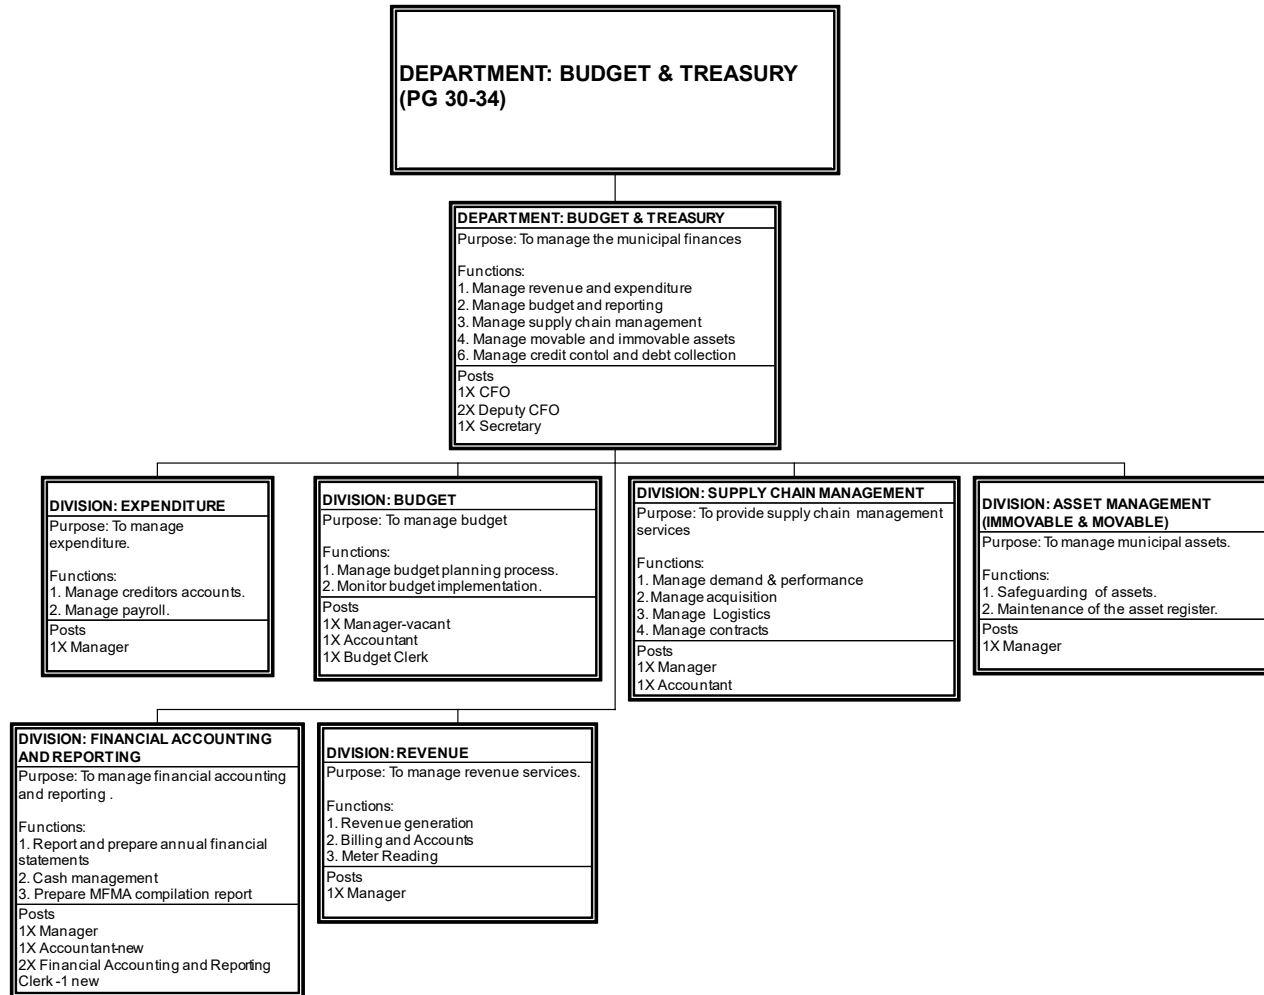 DEPARTMENT: BUDGET & TREASURY
(PG 30-34)
DEPARTMENT: BUDGET & TREASURY
Purpose: To manage the municipal finances
Functions:
1. Manage revenue and expenditure
2. Manage budget and reporting
3. Manage supply chain management
4. Manage movable and immovable assets
6. Manage credit contol and debt collection
Posts
1X CFO
2X Deputy CFO
1X Secretary
DIVISION: EXPENDITURE
Purpose: To manage
expenditure.
Functions:
1. Manage creditors accounts.
2. Manage payroll.
Posts
1X Manager
DIVISION: BUDGET
Purpose: To manage budget
Functions:
1. Manage budget planning process.
2. Monitor budget implementation.
Posts
1X Manager-vacant
1X Accountant
1X Budget Clerk
DIVISION: SUPPLY CHAIN MANAGEMENT
Purpose: To provide supply chain management
services
Functions:
1. Manage demand & performance
2. Manage acquisition
3. Manage Logistics
4. Manage contracts
Posts
1X Manager
1X Accountant
DIVISION: ASSET MANAGEMENT
(IMMOVABLE & MOVABLE)
Purpose: To manage municipal assets.
Functions:
1. Safeguarding of assets.
2. Maintenance of the asset register.
Posts
1X Manager
DIVISION: FINANCIAL ACCOUNTING
AND REPORTING
Purpose: To manage financial accounting
and reporting .
Functions:
1. Report and prepare annual financial
statements
2. Cash management
3. Prepare MFMA compilation report
Posts
1X Manager
1X Accountant-new
2X Financial Accounting and Reporting
Clerk -1 new
DIVISION: REVENUE
Purpose: To manage revenue services.
Functions:
1. Revenue generation
2. Billing and Accounts
3. Meter Reading
Posts
1X Manager